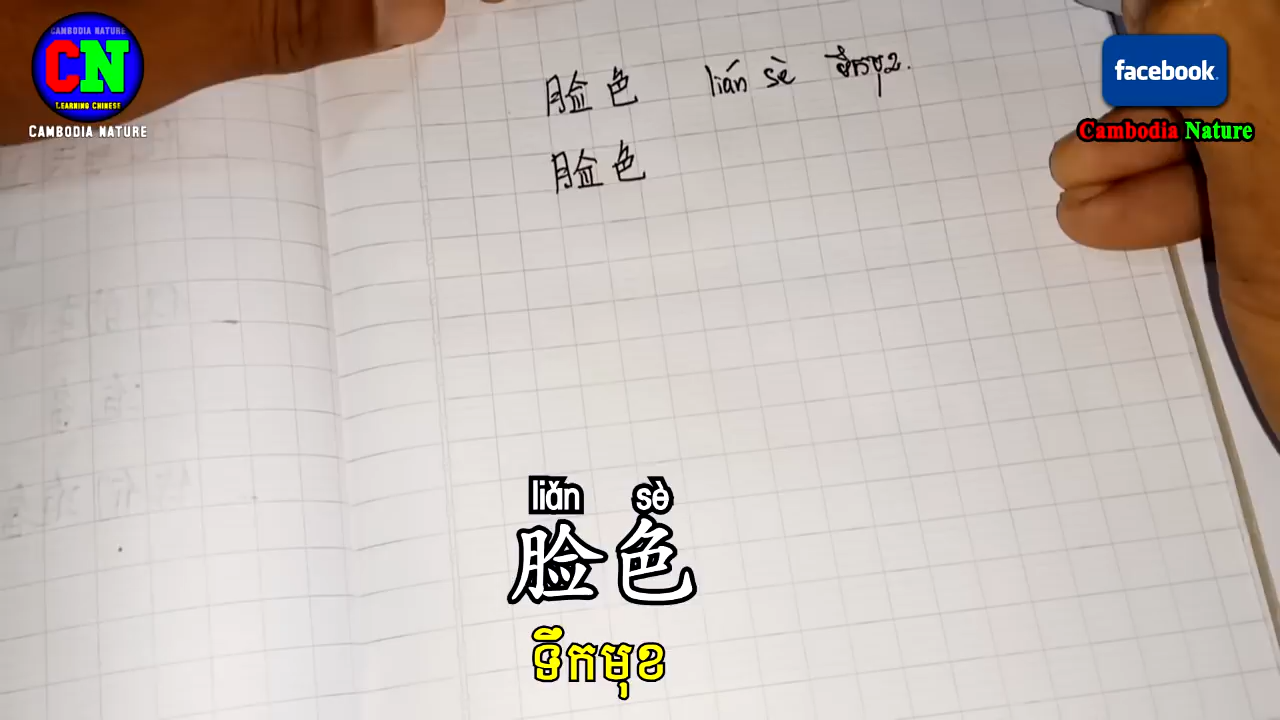 CAMBODIA NATURE
CN
Learning Chinese
Cambodia Nature
facebook
Cambodia Nature
脸色 lián sè ទឹកមុខ.
脸色
liǎn sè
脸色
ទឹកមុខ